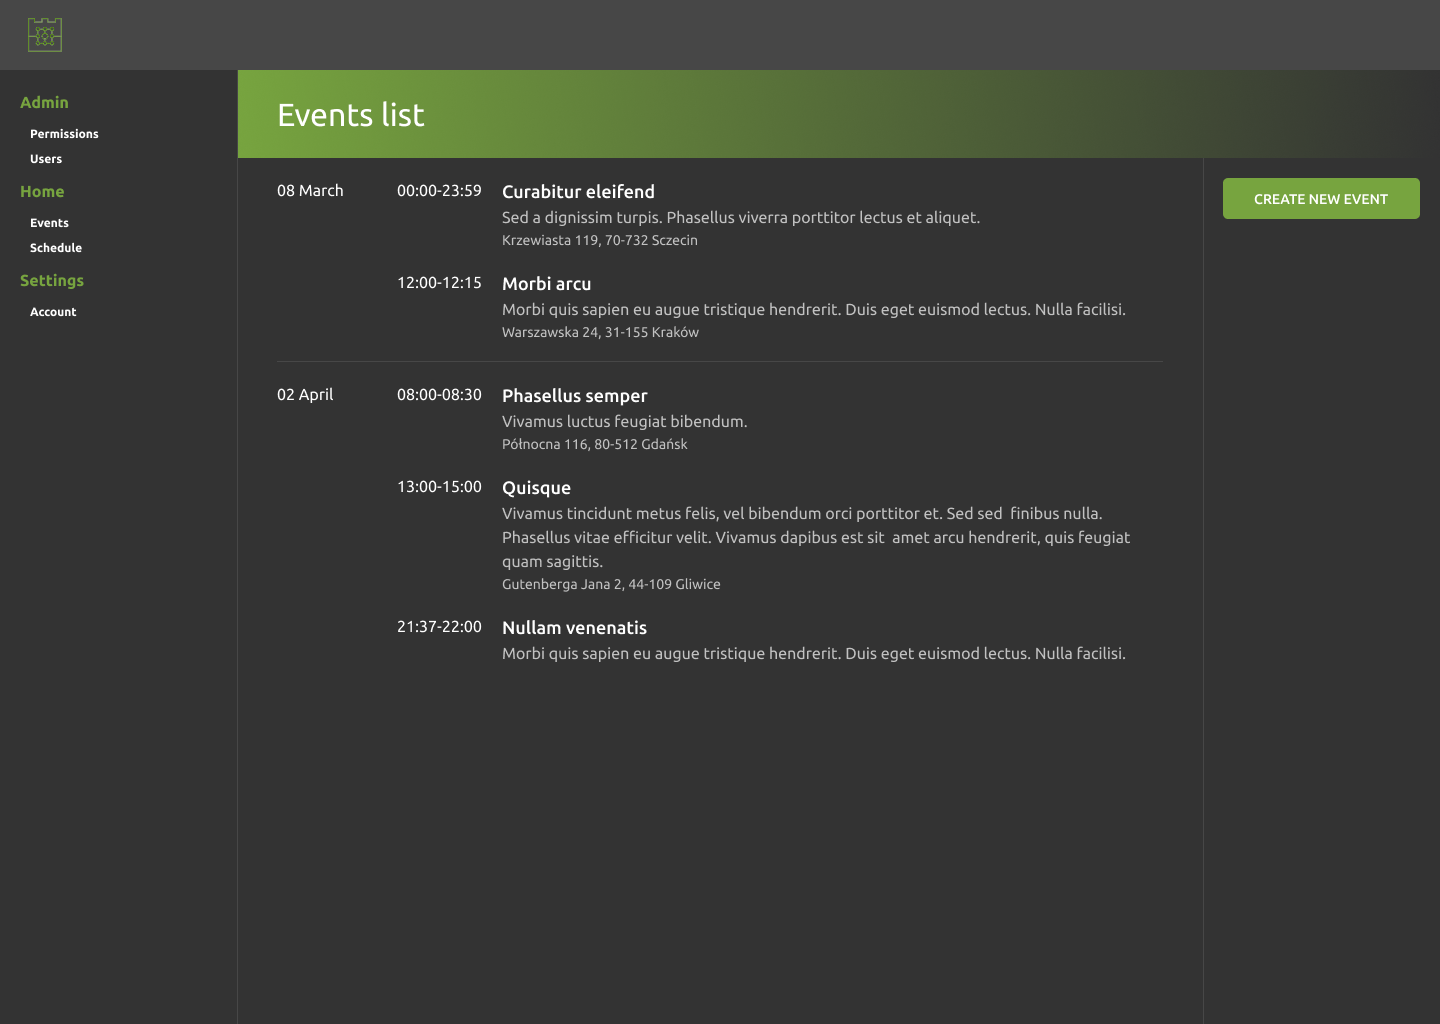 Admin
Permissions
Users
Home
Events
Schedule
Settings
Account
Events list
08 March
00:00-23:59
Curabitur eleifend
Sed a dignissim turpis. Phasellus viverra porttitor lectus et aliquet.
Krzewiasta 119, 70-732 Sczecin
12:00-12:15
Morbi arcu
Morbi quis sapien eu augue tristique hendrerit. Duis eget euismod lectus. Nulla facilisi.
Warszawska 24, 31-155 Kraków
02 April
08:00-08:30
Phasellus semper
Vivamus luctus feugiat bibendum.
Północna 116, 80-512 Gdańsk
13:00-15:00
Quisque
Vivamus tincidunt metus felis, vel bibendum orci porttitor et. Sed sed  finibus nulla.
Phasellus vitae efficitur velit. Vivamus dapibus est sit  amet arcu hendrerit, quis feugiat
quam sagittis.
Gutenberga Jana 2, 44-109 Gliwice
21:37-22:00
Nullam venenatis
Morbi quis sapien eu augue tristique hendrerit. Duis eget euismod lectus. Nulla facilisi.
CREATE NEW EVENT